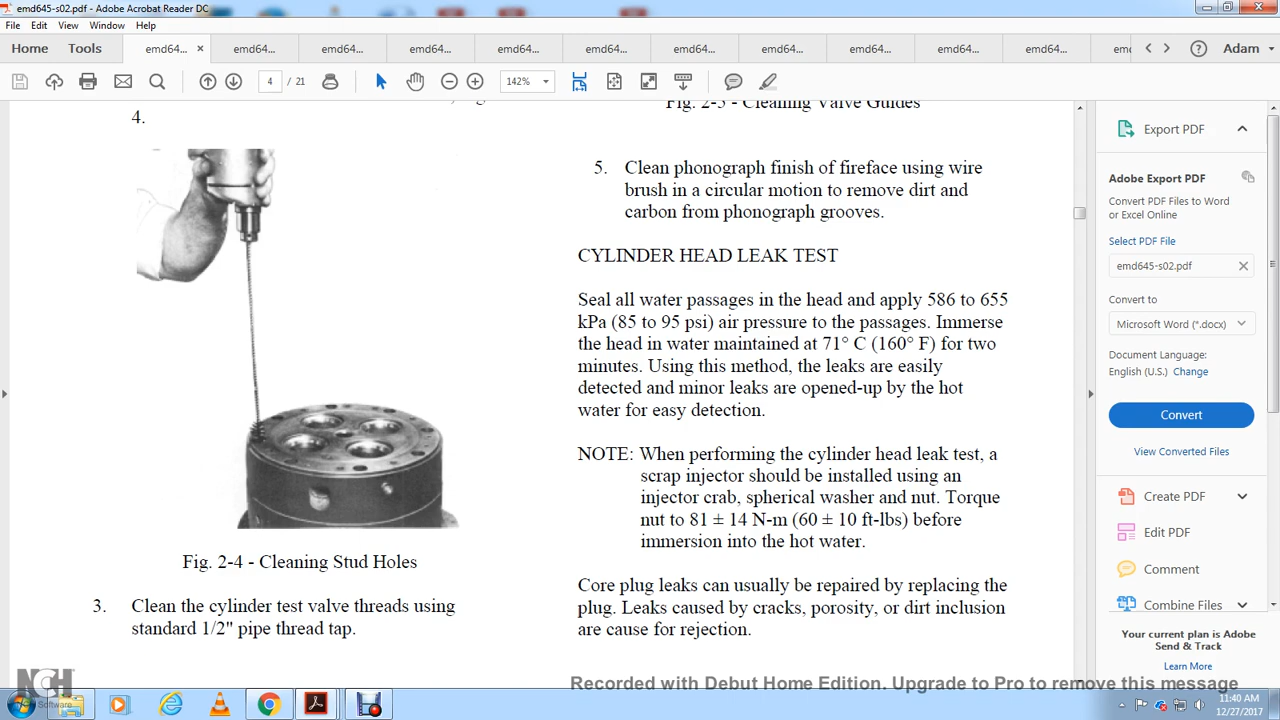 emd645-s02.pdf - Adobe Acrobat Reader DC
File Edit View Window Help
Home Tools emd64... × emd64... emd64... emd64... emd64... emd64... emd64... emd64... emd64... emd64... emd64... Adam
4 / 21 142%
4.
Fig. 2-4 - Cleaning Stud Holes
3. Clean the cylinder test valve threads using
standard 1/2" pipe thread tap.
Fig. 2-5 - Cleaning Valve Guides
5. Clean phonograph finish of fireface using wire
brush in a circular motion to remove dirt and
carbon from phonograph grooves.
CYLINDER HEAD LEAK TEST
Seal all water passages in the head and apply 586 to 655
kPa (85 to 95 psi) air pressure to the passages. Immerse
the head in water maintained at 71° C (160° F) for two
minutes. Using this method, the leaks are easily
detected and minor leaks are opened-up by the hot
water for easy detection.
NOTE: When performing the cylinder head leak test, a
scrap injector should be installed using an
injector crab, spherical washer and nut. Torque
nut to 81 ± 14 N-m (60 ± 10 ft-lbs) before
immersion into the hot water.
Core plug leaks can usually be repaired by replacing the
plug. Leaks caused by cracks, porosity, or dirt inclusion
are cause for rejection.
Export PDF
Adobe Export PDF
Convert PDF Files to Word
or Excel Online
Select PDF File
emd645-s02.pdf
Convert to
Microsoft Word (*.docx)
Document Language:
English (U.S.) Change
Convert
View Converted Files
Create PDF
Edit PDF
Comment
Combine Files
Your current plan is Adobe
Send & Track
Learn More
NCH
Software
Recorded with Debut Home Edition. Upgrade to Pro to remove this message
11:40 AM
12/27/2017